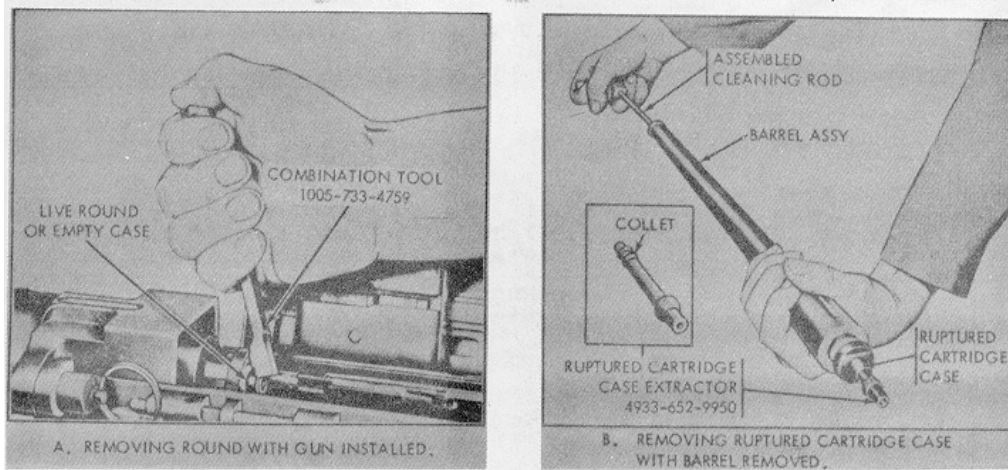 COMBINATION TOOL
1005-733-4759
LIVE ROUND
OR EMPTY CASE
A. REMOVING ROUND WITH GUN INSTALLED.
ASSEMBLED
CLEANING ROD
BARREL ASSY
COLLET
RUPTURED
CARTRIDGE
CASE
RUPTURED CARTRIDGE
CASE EXTRACTOR
4933-652-9950
B. REMOVING RUPTURED CARTRIDGE CASE
WITH BARREL REMOVED.